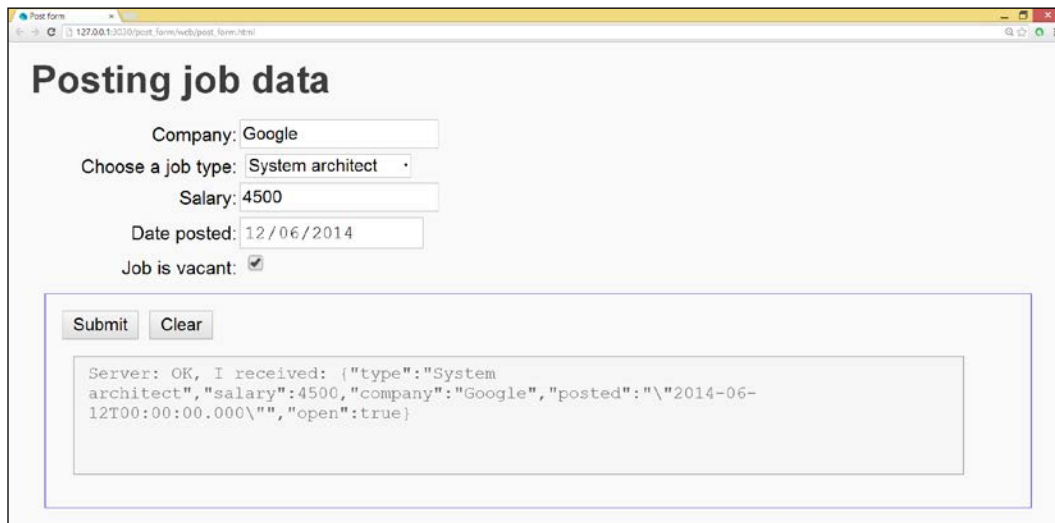 Post form
127.0.0.1:3030/post_form/web/post_form.html
Posting job data
Company: Google
Choose a job type: System architect
Salary: 4500
Date posted: 12/06/2014
Job is vacant:
Submit Clear
Server: OK, I received: {"type":"System
architect","salary":4500,"company":"Google","posted":"\"2014-06-
12T00:00:00.000\"","open":true}